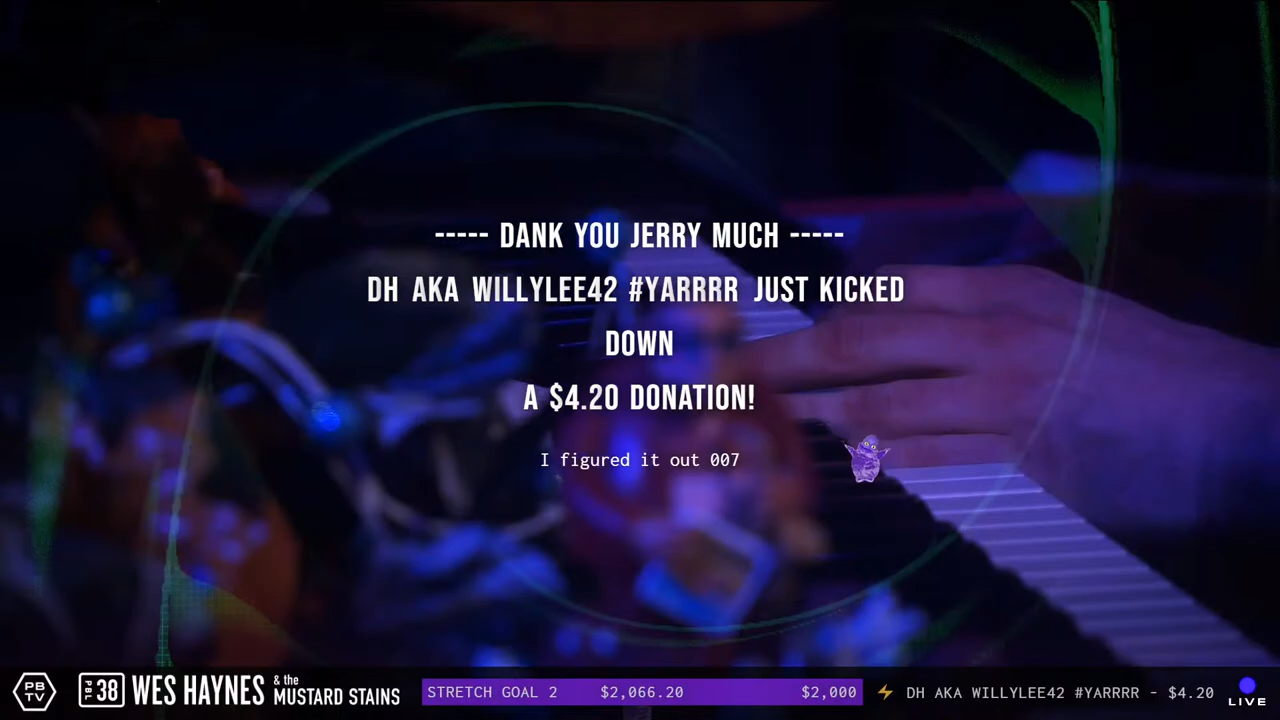 ----- DANK YOU JERRY MUCH -----
DH AKA WILLYLEE42 #YARRRR JUST KICKED
DOWN
A $4.20 DONATION!
I figured it out 007
PB
TV
PBL 38 WES HAYNES & the
MUSTARD STAINS
STRETCH GOAL 2 $2,066.20 $2,000
DH AKA WILLYLEE42 #YARRRR - $4.20
LIVE